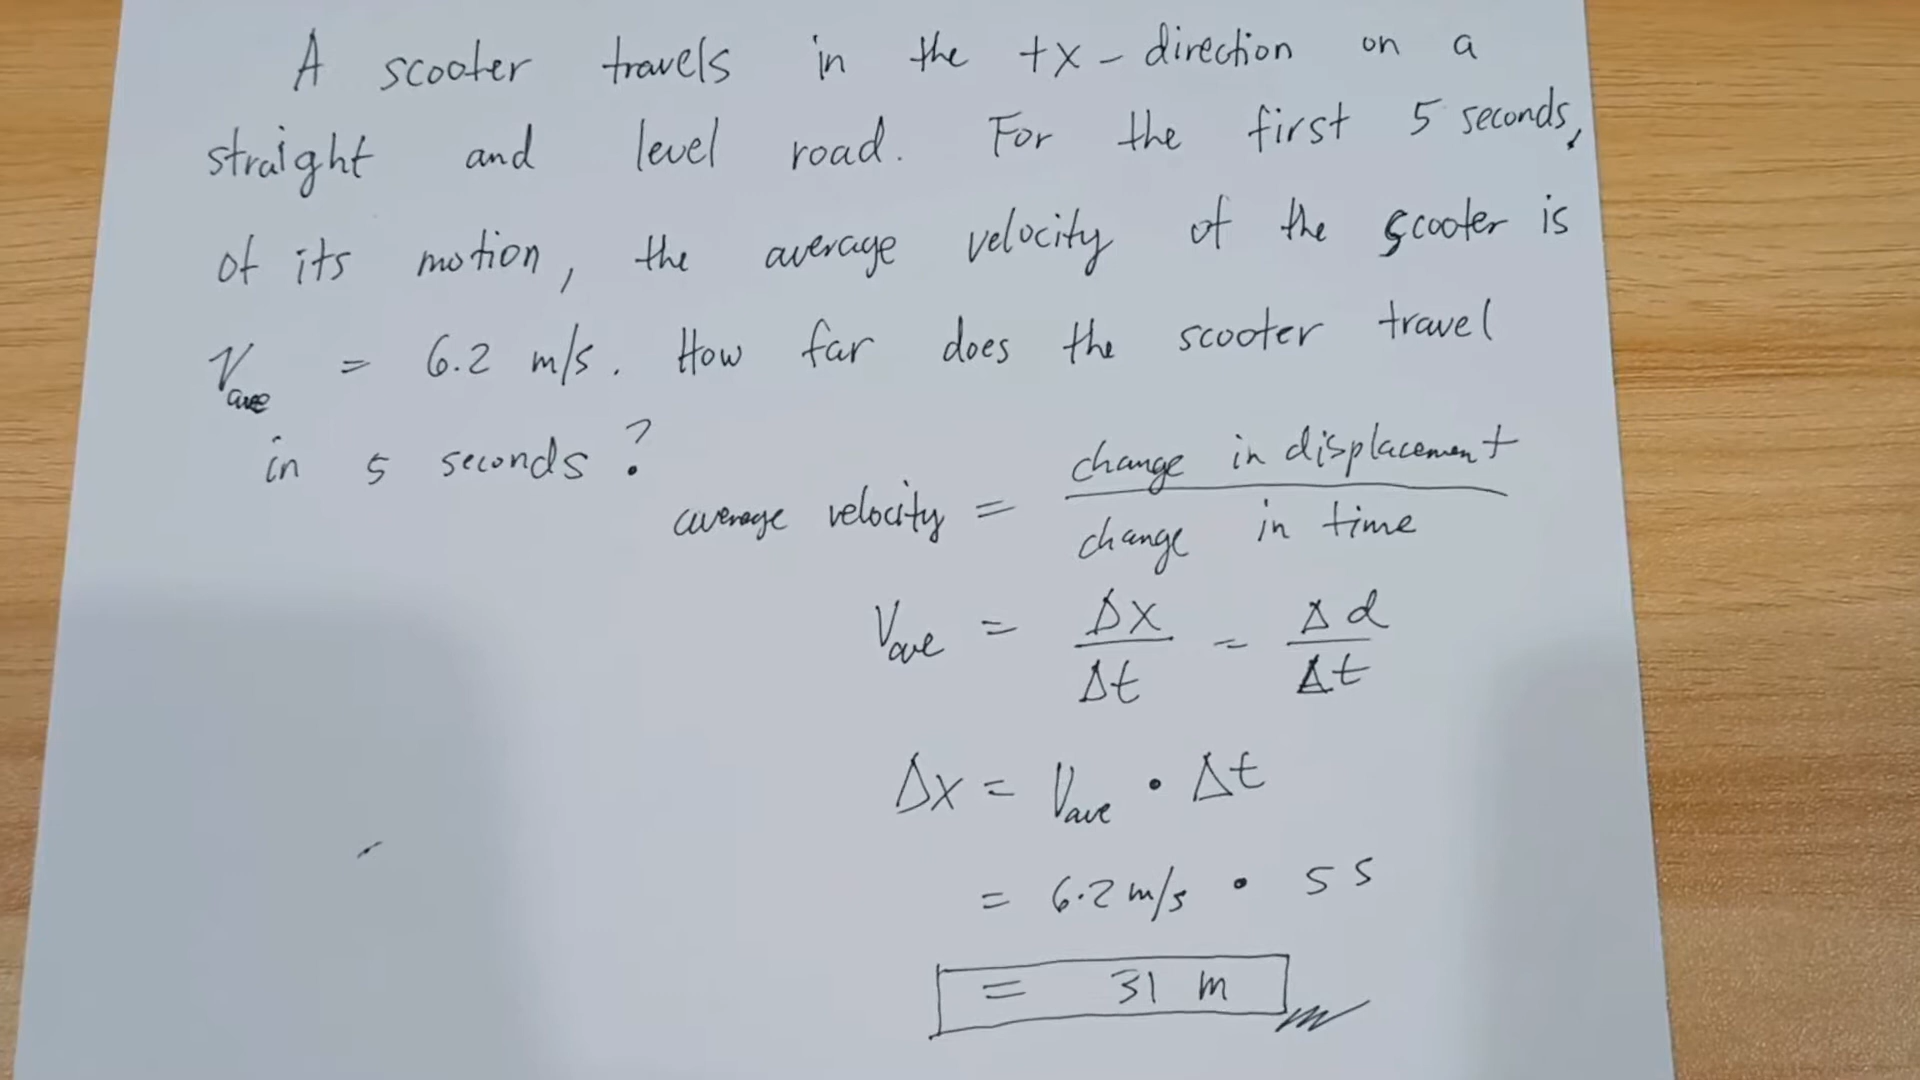 A scooter travels in the +x-direction on a
straight and level road. For the first 5 seconds,
of its motion, the average velocity of the scooter is
Vave = 6.2 m/s. How far does the scooter travel
in 5 seconds?
average velocity = change in displacement / change in time
Vave = Δx / Δt = Δd / Δt
Δx = Vave • Δt
= 6.2 m/s • 5 s
= 31 m